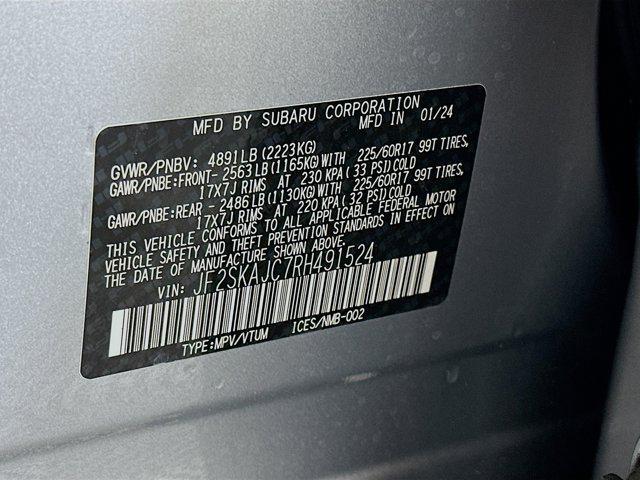 MFD BY SUBARU CORPORATION
MFD IN 01/24
GVWR/PNBV: 4891LB(2223KG)
GAWR/PNBE:FRONT- 2563LB(1165KG)WITH 225/60R17 99T TIRES,
17X7J RIMS AT 230 KPA(33 PSI)COLD
GAWR/PNBE:REAR - 2486LB(1130KG)WITH 225/60R17 99T TIRES,
17X7J RIMS AT 220 KPA(32 PSI)COLD
THIS VEHICLE CONFORMS TO ALL APPLICABLE FEDERAL MOTOR
VEHICLE SAFETY AND THEFT PREVENTION STANDARDS IN EFFECT ON
THE DATE OF MANUFACTURE SHOWN ABOVE.
VIN: JF2SKAJC7RH491524
TYPE:MPV/VTUM ICES/NMB-002